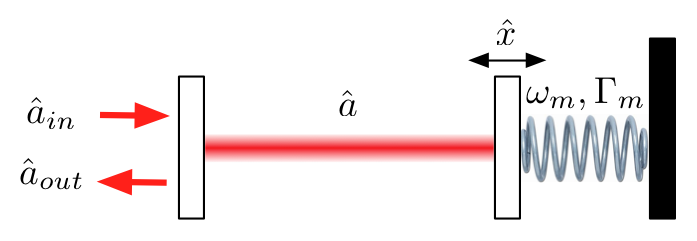 x̂
ω_m, Γ_m
â
â_in
â_out